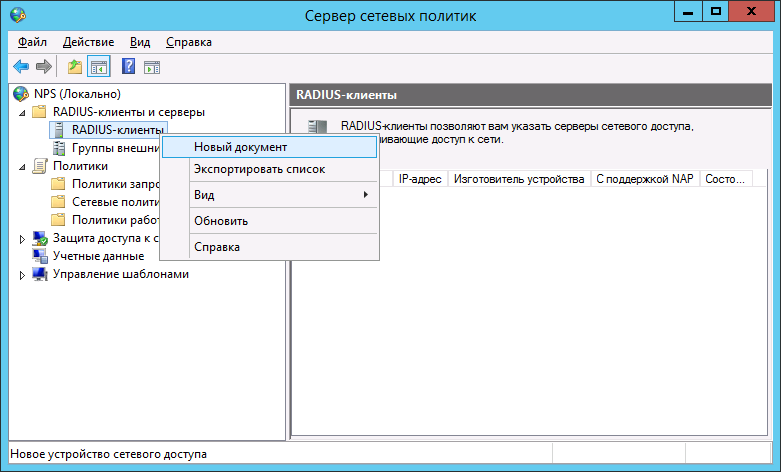 Сервер сетевых политик
Файл Действие Вид Справка
NPS (Локально)
RADIUS-клиенты и серверы
RADIUS-клиенты
Группы внешни
Политики
Политики запро
Сетевые полити
Политики рабо
Защита доступа к с
Учетные данные
Управление шаблонами
Новый документ
Экспортировать список
Вид
Обновить
Справка
RADIUS-клиенты
RADIUS-клиенты позволяют вам указать серверы сетевого доступа,
ивающие доступ к сети.
IP-адрес Изготовитель устройства С поддержкой NAP Состо...
Новое устройство сетевого доступа